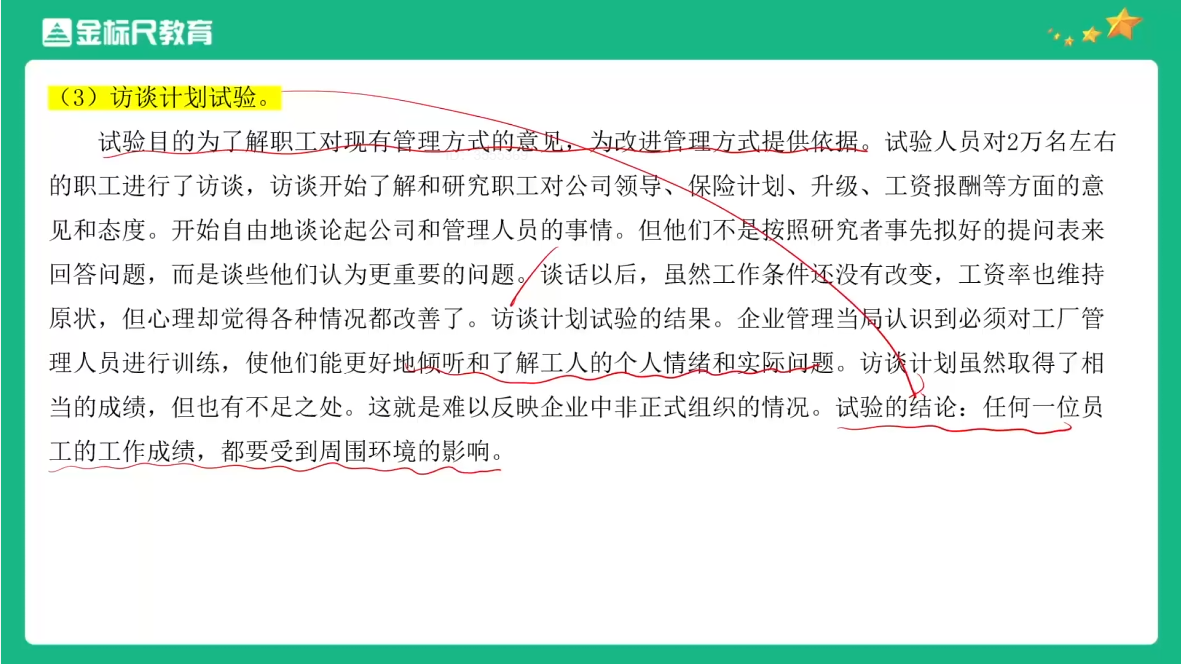 金标尺教育
（3）访谈计划试验。
试验目的为了解职工对现有管理方式的意见，为改进管理方式提供依据。试验人员对2万名左右
的职工进行了访谈，访谈开始了解和研究职工对公司领导、保险计划、升级、工资报酬等方面的意
见和态度。开始自由地谈论起公司和管理人员的事情。但他们不是按照研究者事先拟好的提问表来
回答问题，而是谈些他们认为更重要的问题。谈话以后，虽然工作条件还没有改变，工资率也维持
原状，但心理却觉得各种情况都改善了。访谈计划试验的结果。企业管理当局认识到必须对工厂管
理人员进行训练，使他们能更好地倾听和了解工人的个人情绪和实际问题。访谈计划虽然取得了相
当的成绩，但也有不足之处。这就是难以反映企业中非正式组织的情况。试验的结论：任何一位员
工的工作成绩，都要受到周围环境的影响。